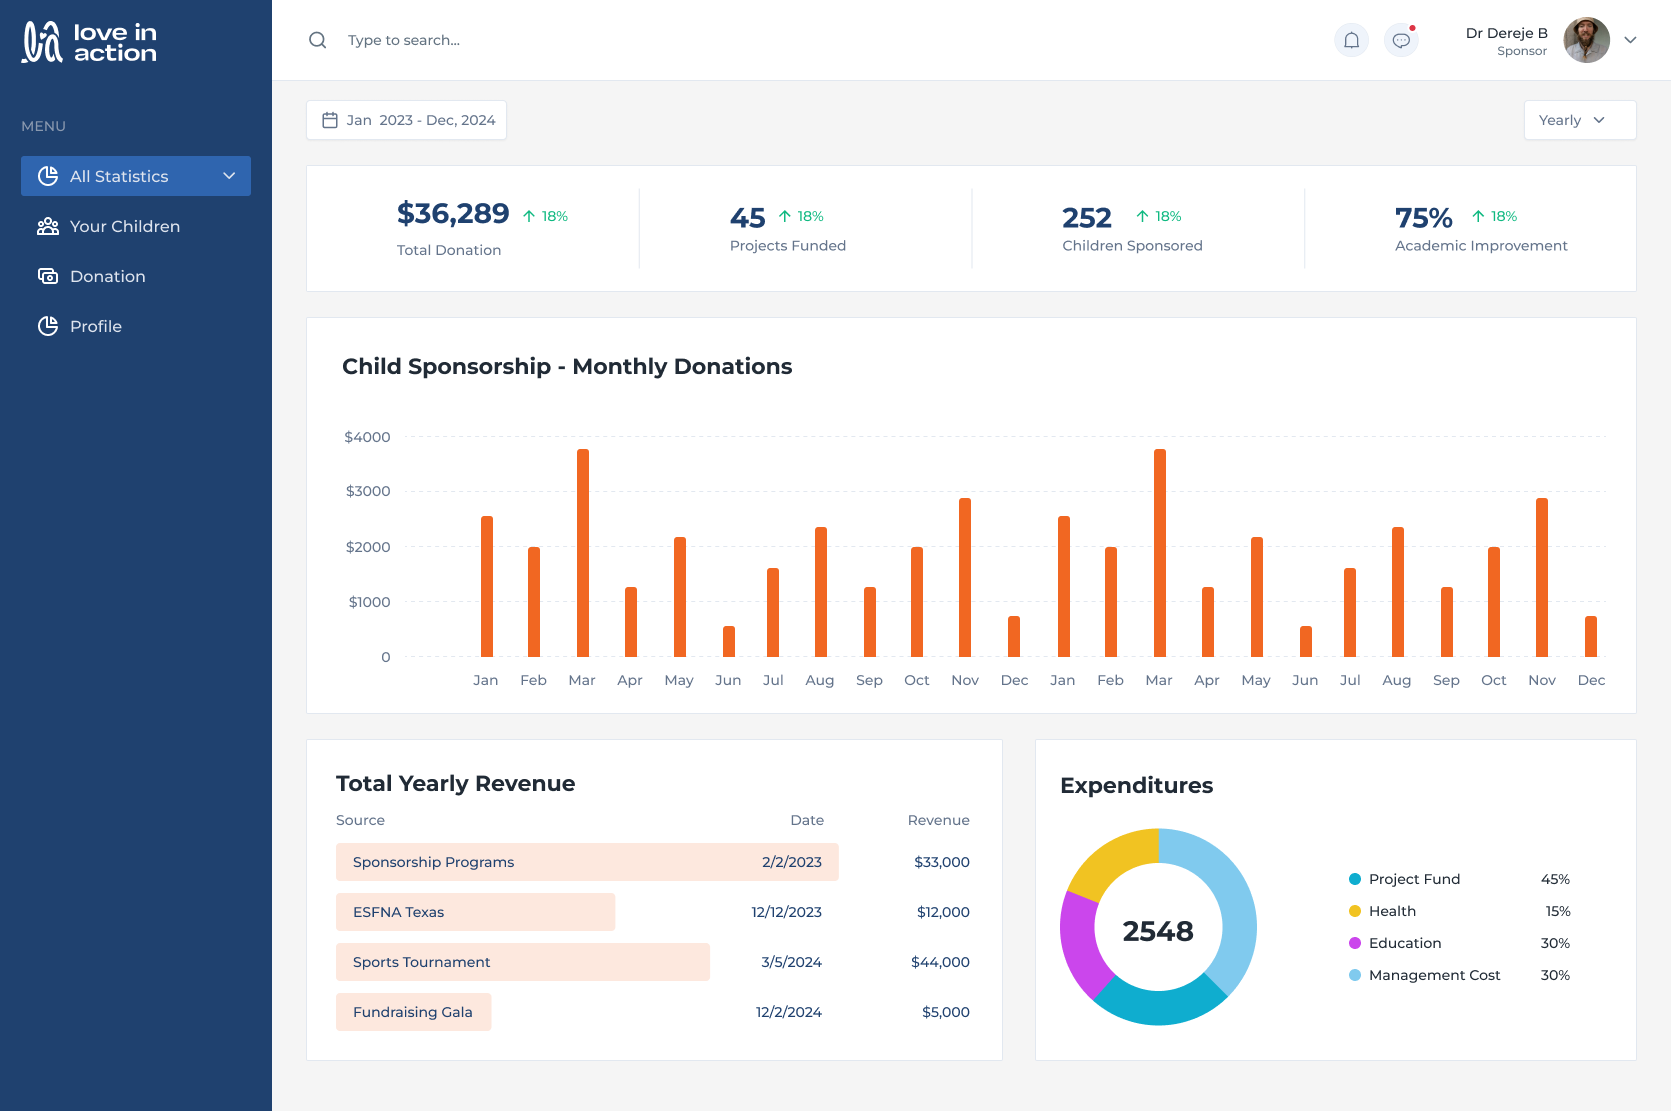 love in
action
Type to search...
Dr Dereje B
Sponsor
MENU
All Statistics
Your Children
Donation
Profile
Jan 2023 - Dec, 2024
Yearly
$36,289 18%
Total Donation
45 18%
Projects Funded
252 18%
Children Sponsored
75% 18%
Academic Improvement
Child Sponsorship - Monthly Donations
$4000
$3000
$2000
$1000
0
Jan Feb Mar Apr May Jun Jul Aug Sep Oct Nov Dec Jan Feb Mar Apr May Jun Jul Aug Sep Oct Nov Dec
Total Yearly Revenue
Source Date Revenue
Sponsorship Programs 2/2/2023 $33,000
ESFNA Texas 12/12/2023 $12,000
Sports Tournament 3/5/2024 $44,000
Fundraising Gala 12/2/2024 $5,000
Expenditures
2548
Project Fund 45%
Health 15%
Education 30%
Management Cost 30%